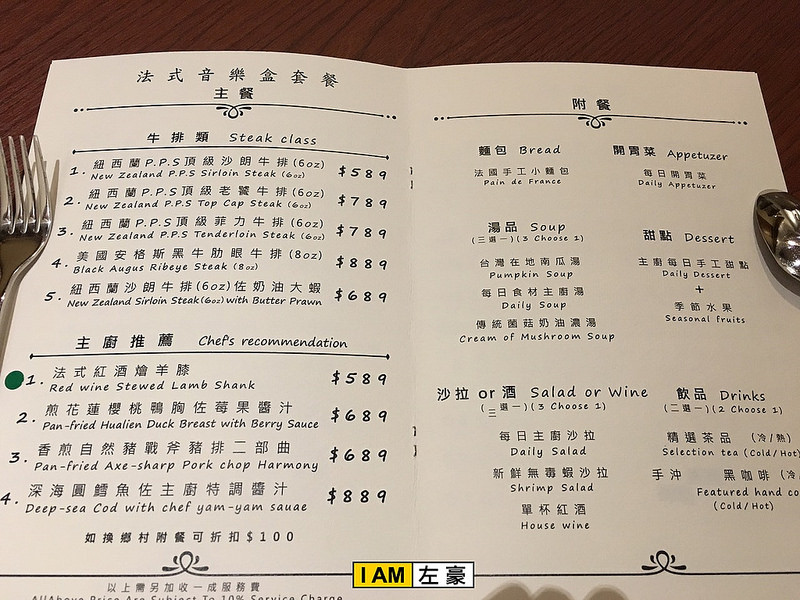 法式音樂盒套餐
主餐
牛排類 Steak class
1. 紐西蘭P.P.S頂級沙朗牛排(6oz) $589
New Zealand P.P.S Sirloin Steak (6oz)
2. 紐西蘭P.P.S頂級老饕牛排(6oz) $789
New Zealand P.P.S Top Cap Steak (6oz)
3. 紐西蘭P.P.S頂級菲力牛排(6oz) $789
New Zealand P.P.S Tenderloin Steak (6oz)
4. 美國安格斯黑牛肋眼牛排(8oz) $889
Black Augus Ribeye Steak (8oz)
5. 紐西蘭沙朗牛排(6oz)佐奶油大蝦 $689
New Zealand Sirloin Steak(6oz) with Butter Prawn
主廚推薦 Chef's recommendation
1. 法式紅酒燴羊膝 $589
Red wine Stewed Lamb Shank
2. 煎花蓮櫻桃鴨胸佐莓果醬汁 $689
Pan-fried Hualien Duck Breast with Berry Sauce
3. 香煎自然豬戰斧豬排二部曲 $689
Pan-fried Axe-sharp Pork chop Harmony
4. 深海圓鱈魚佐主廚特調醬汁 $889
Deep-sea Cod with chef yam-yam sauae
如換鄉村附餐可折扣$100
以上需另加收一成服務費
All Above Price Are Subject To 10% Service Charge
附餐
麵包 Bread
法國手工小麵包
Pain de France
開胃菜 Appetuzer
每日開胃菜
Daily Appetuzer
湯品 Soup
(三選一)(3 Choose 1)
台灣在地南瓜湯
Pumpkin Soup
每日食材主廚湯
Daily Soup
傳統菌菇奶油濃湯
Cream of Mushroom Soup
甜點 Dessert
主廚每日手工甜點
Daily Dessert
+
季節水果
Seasonal fruits
沙拉 or 酒 Salad or Wine
(三選一)(3 Choose 1)
每日主廚沙拉
Daily Salad
新鮮無毒蝦沙拉
Shrimp Salad
單杯紅酒
House wine
飲品 Drinks
(二選一)(2 Choose 1)
精選茶品 (冷/熱)
Selection tea (Cold/Hot)
手沖 黑咖啡 (冷/
Featured hand co
(Cold/Hot)
I AM 左豪